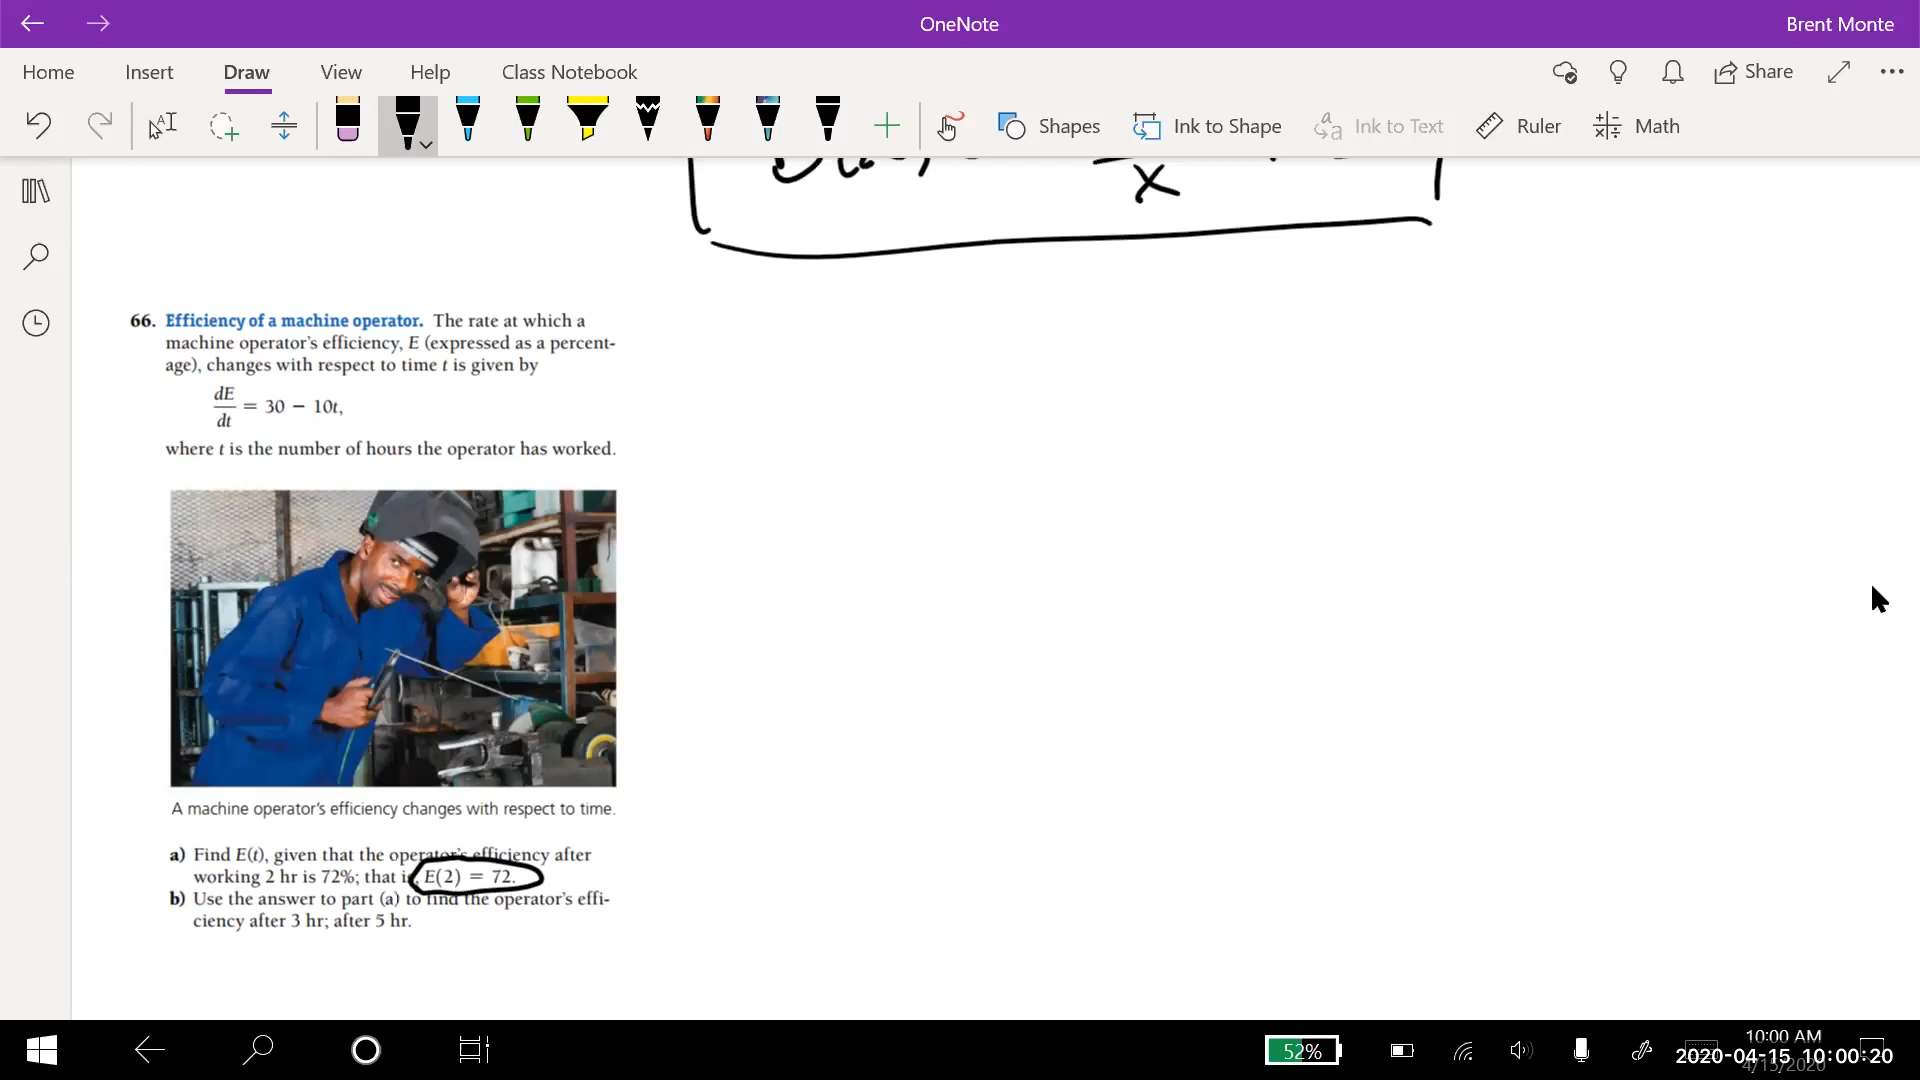 OneNote
Brent Monte
Home Insert Draw View Help Class Notebook
Share
Shapes Ink to Shape Ink to Text Ruler Math
x
66. Efficiency of a machine operator. The rate at which a
machine operator's efficiency, E (expressed as a percent-
age), changes with respect to time t is given by
dE/dt = 30 − 10t,
where t is the number of hours the operator has worked.
A machine operator's efficiency changes with respect to time.
a) Find E(t), given that the operator's efficiency after
working 2 hr is 72%; that is, E(2) = 72.
b) Use the answer to part (a) to find the operator's effi-
ciency after 3 hr; after 5 hr.
52%
10:00 AM
2020-04-15 10:00:20
4/15/2020